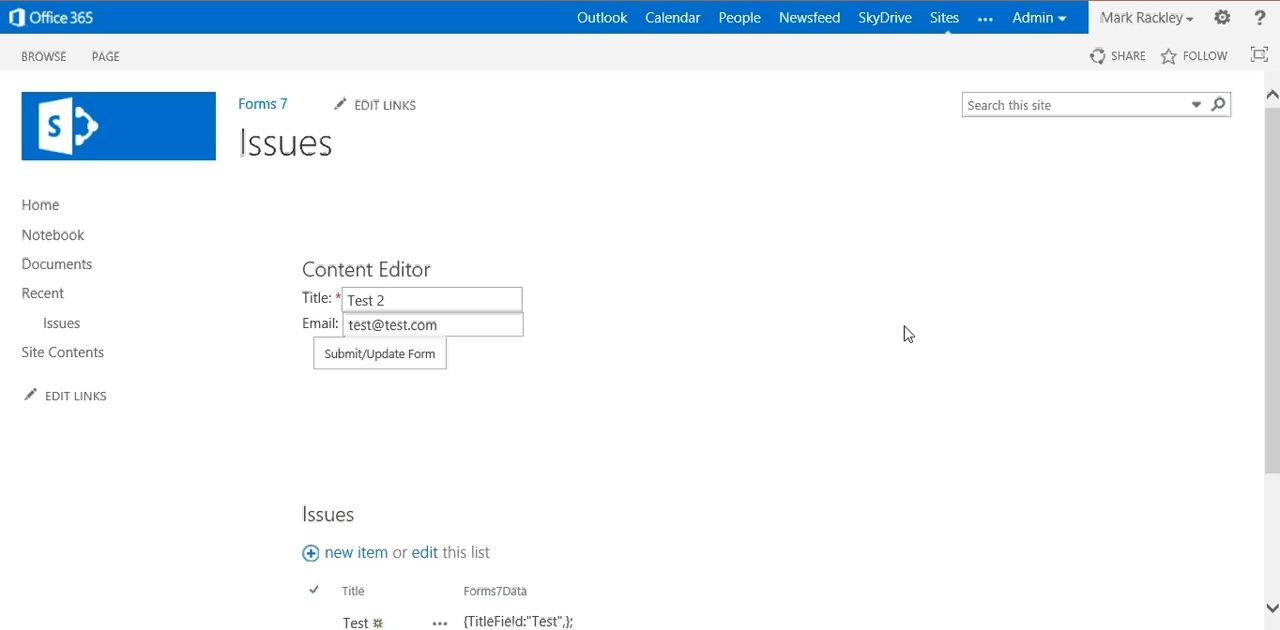 Office 365
Outlook Calendar People Newsfeed SkyDrive Sites ... Admin Mark Rackley ?
BROWSE PAGE SHARE FOLLOW
S
Forms 7 EDIT LINKS
Search this site
Issues
Home
Notebook
Documents
Recent
Issues
Site Contents
EDIT LINKS
Content Editor
Title: * Test 2
Email: test@test.com
Submit/Update Form
Issues
new item or edit this list
Title Forms7Data
Test ... {TitleField:"Test",};